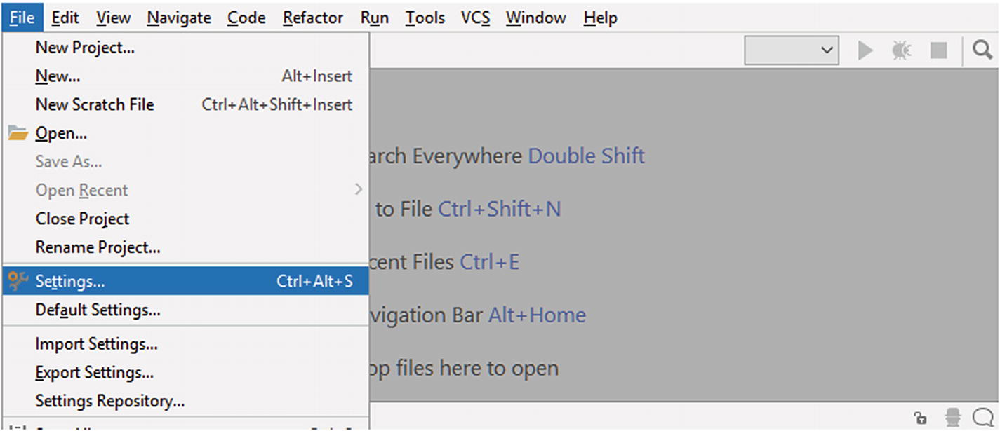 File Edit View Navigate Code Refactor Run Tools VCS Window Help
New Project...
New... Alt+Insert
New Scratch File Ctrl+Alt+Shift+Insert
Open...
Save As...
Open Recent
Close Project
Rename Project...
Settings... Ctrl+Alt+S
Default Settings...
Import Settings...
Export Settings...
Settings Repository...
arch Everywhere Double Shift
to File Ctrl+Shift+N
cent Files Ctrl+E
vigation Bar Alt+Home
op files here to open